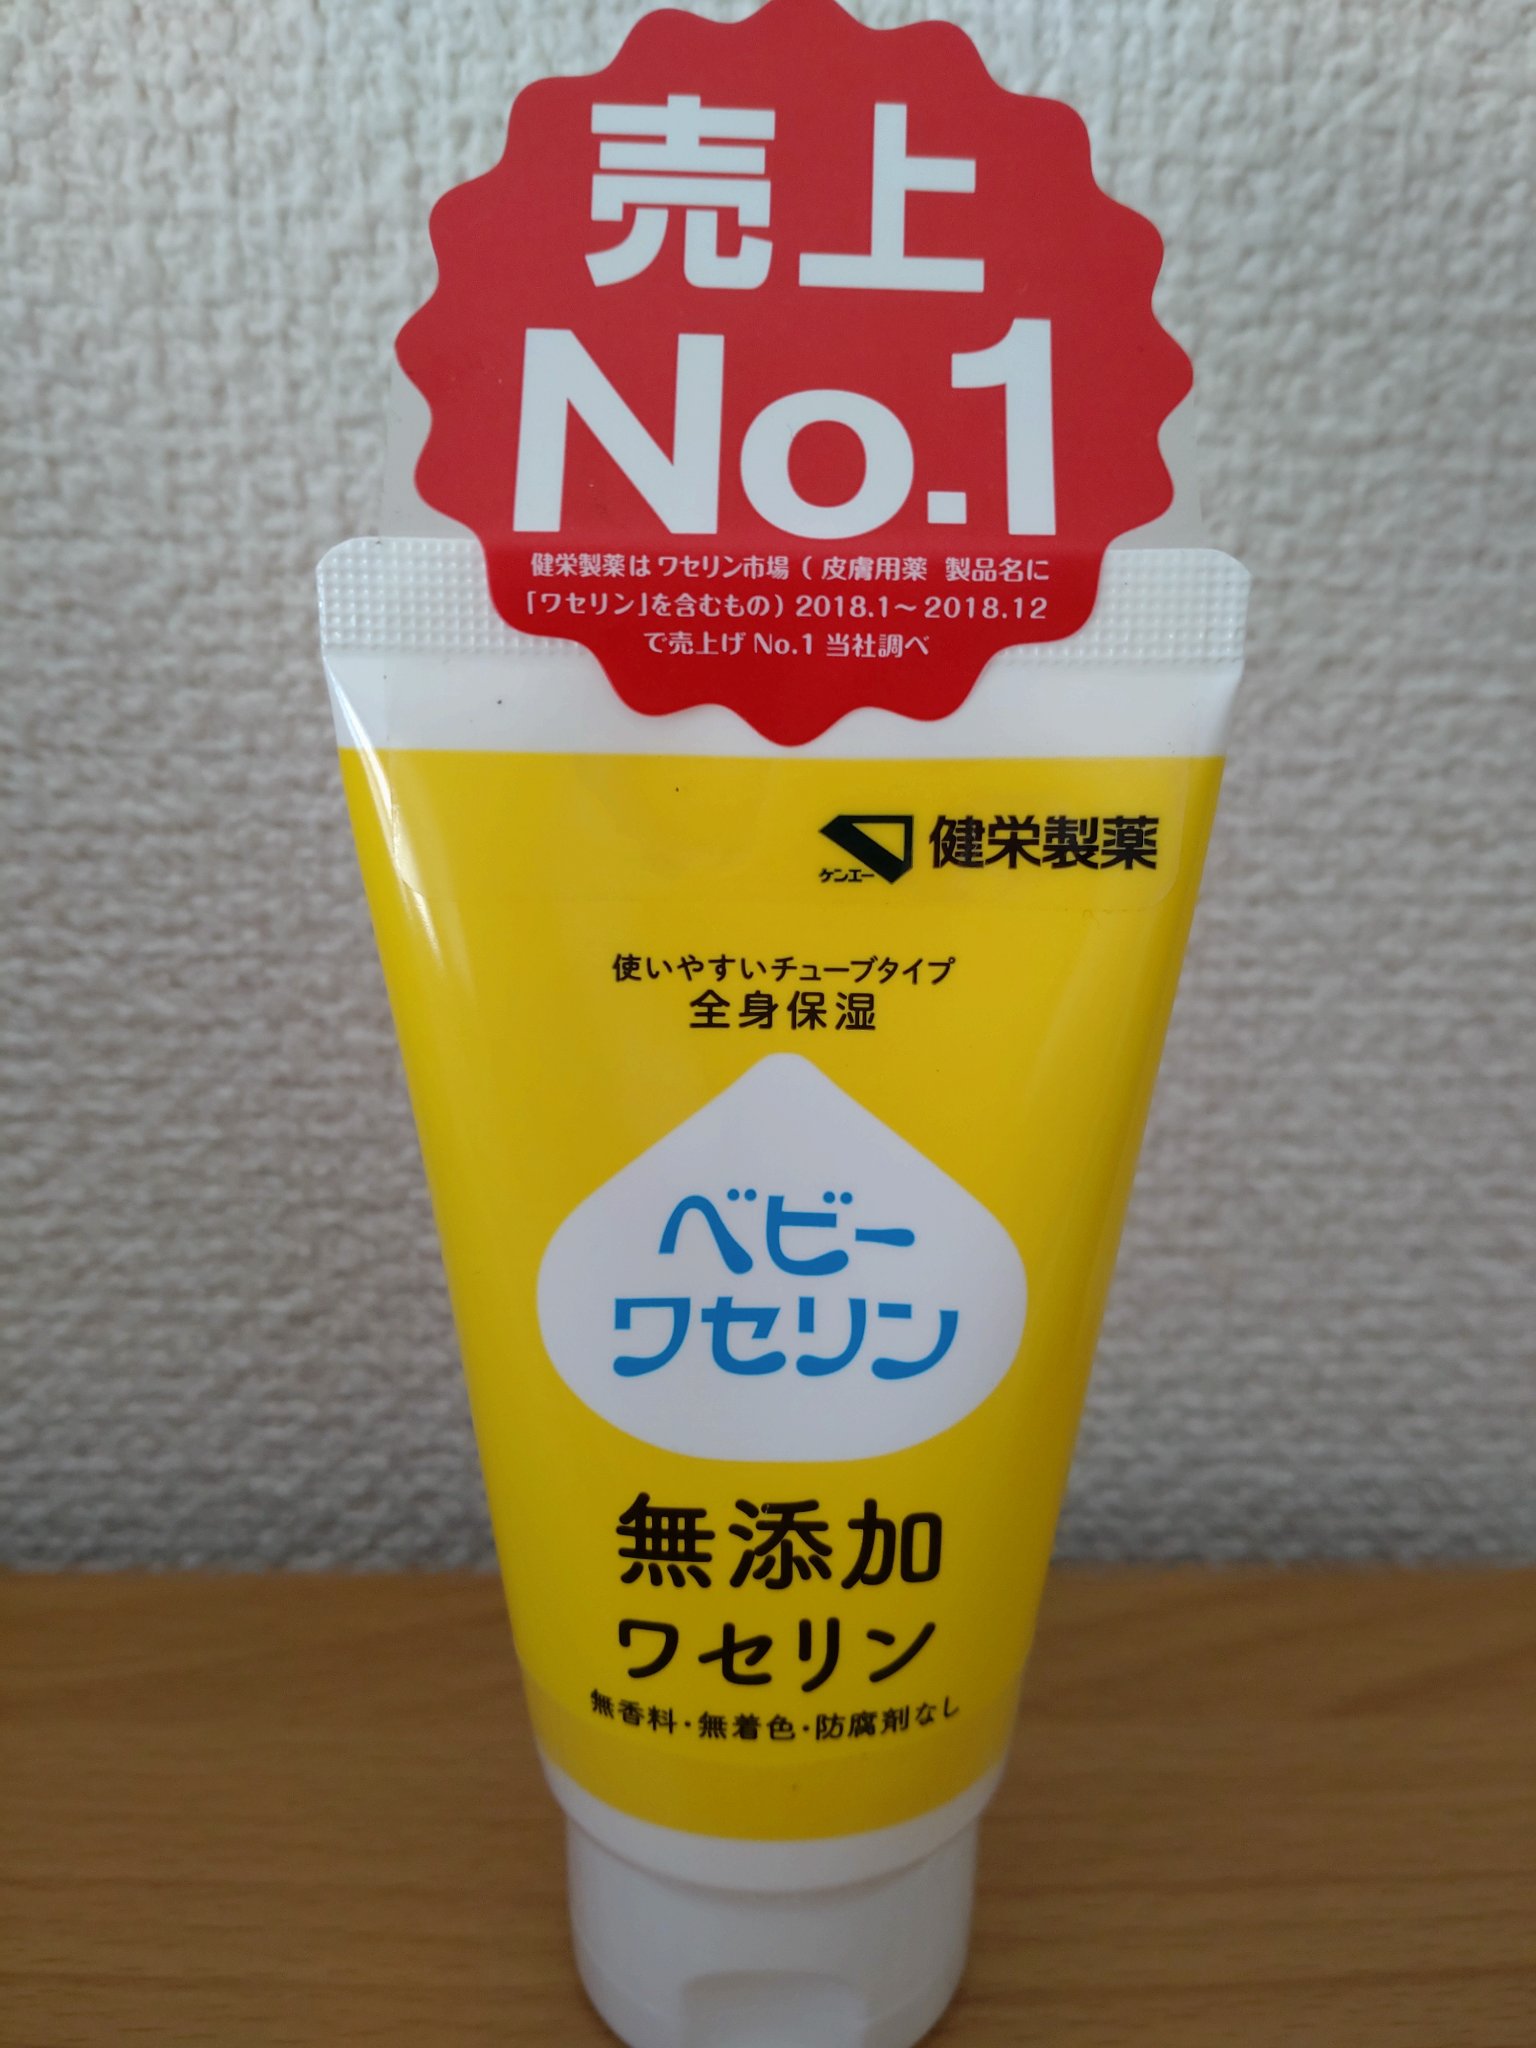 売上
No.1
健栄製薬はワセリン市場(皮膚用薬 製品名に
「ワセリン」を含むもの)2018.1～2018.12
で売上げNo.1 当社調べ
ケンエー 健栄製薬
使いやすいチューブタイプ
全身保湿
ベビー
ワセリン
無添加
ワセリン
無香料・無着色・防腐剤なし